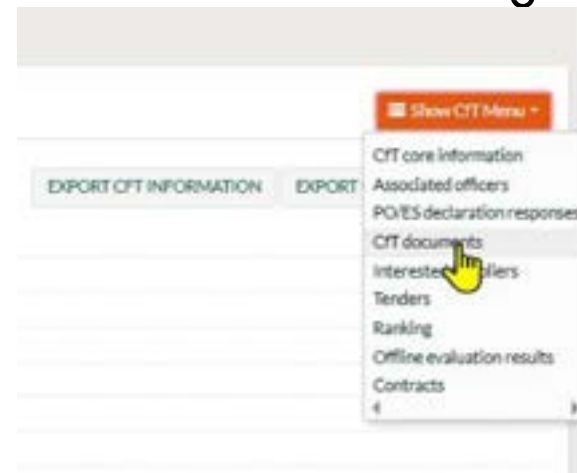 Show CfT Menu
EXPORT CFT INFORMATION EXPORT
CfT core information
Associated officers
PO/ES declaration responses
CfT documents
Interested
Tenders
Ranking
Offline evaluation results
Contracts